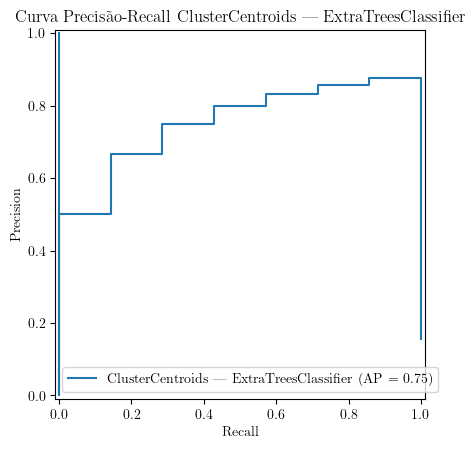 Curva Precisão-Recall ClusterCentroids — ExtraTreesClassifier
1.0
0.8
0.6
0.4
0.2
0.0
Precision
ClusterCentroids — ExtraTreesClassifier (AP = 0.75)
0.0 0.2 0.4 0.6 0.8 1.0
Recall